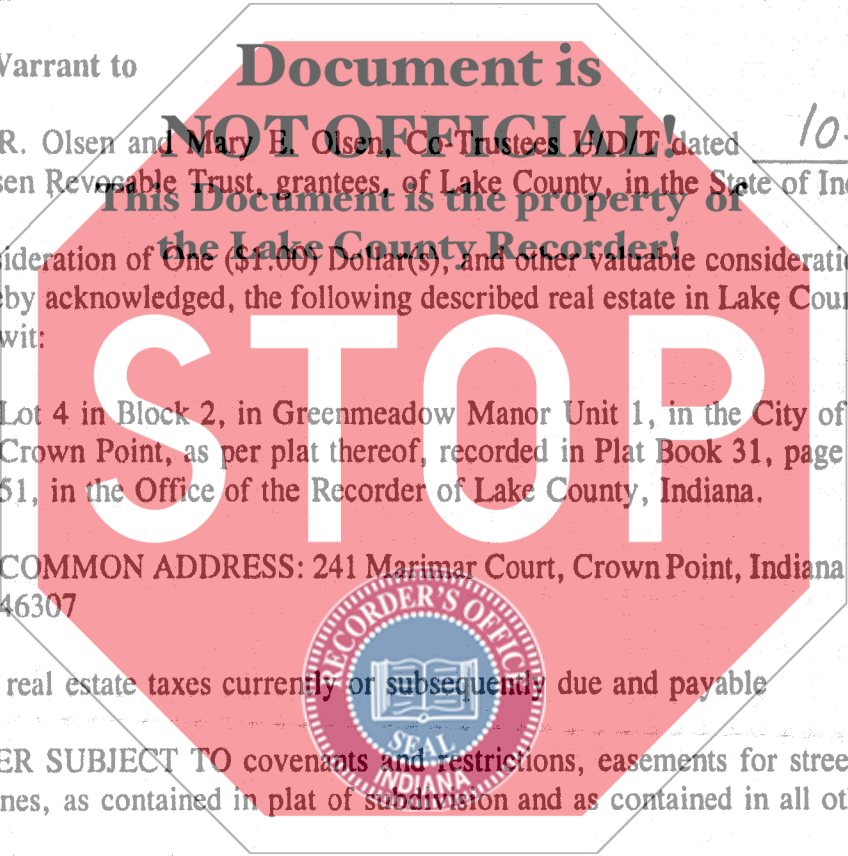 Warrant to
Document is
NOT OFFICIAL!
R. Olsen and Mary E. Olsen, Co-Trustees U/D/T dated 10-
sen Revocable Trust, grantees, of Lake County, in the State of Ind
This Document is the property of
the Lake County Recorder!
sideration of One ($1.00) Dollar(s), and other valuable consideratio
eby acknowledged, the following described real estate in Lake Coun
wit:
STOP
Lot 4 in Block 2, in Greenmeadow Manor Unit 1, in the City of
Crown Point, as per plat thereof, recorded in Plat Book 31, page
51, in the Office of the Recorder of Lake County, Indiana.
COMMON ADDRESS: 241 Marimar Court, Crown Point, Indiana
46307
RECORDER'S OFFICE
SEAL
INDIANA
real estate taxes currently or subsequently due and payable
ER SUBJECT TO covenants and restrictions, easements for stree
nes, as contained in plat of subdivision and as contained in all oth